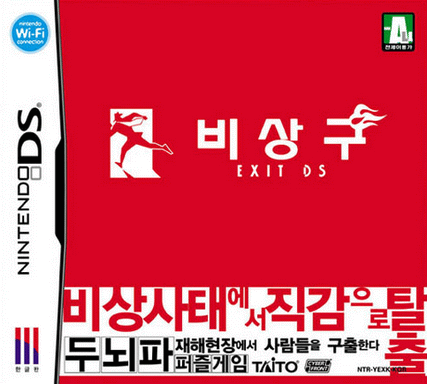 Nintendo
Wi-Fi
CONNECTION
전체이용가
NINTENDO DS
비상구
EXIT DS
비상사태에서 직감으로 탈출
두뇌파
재해현장에서 사람들을 구출한다
퍼즐게임 TAITO CYBER FRONT
한글판
NTR-YEXK-KOR